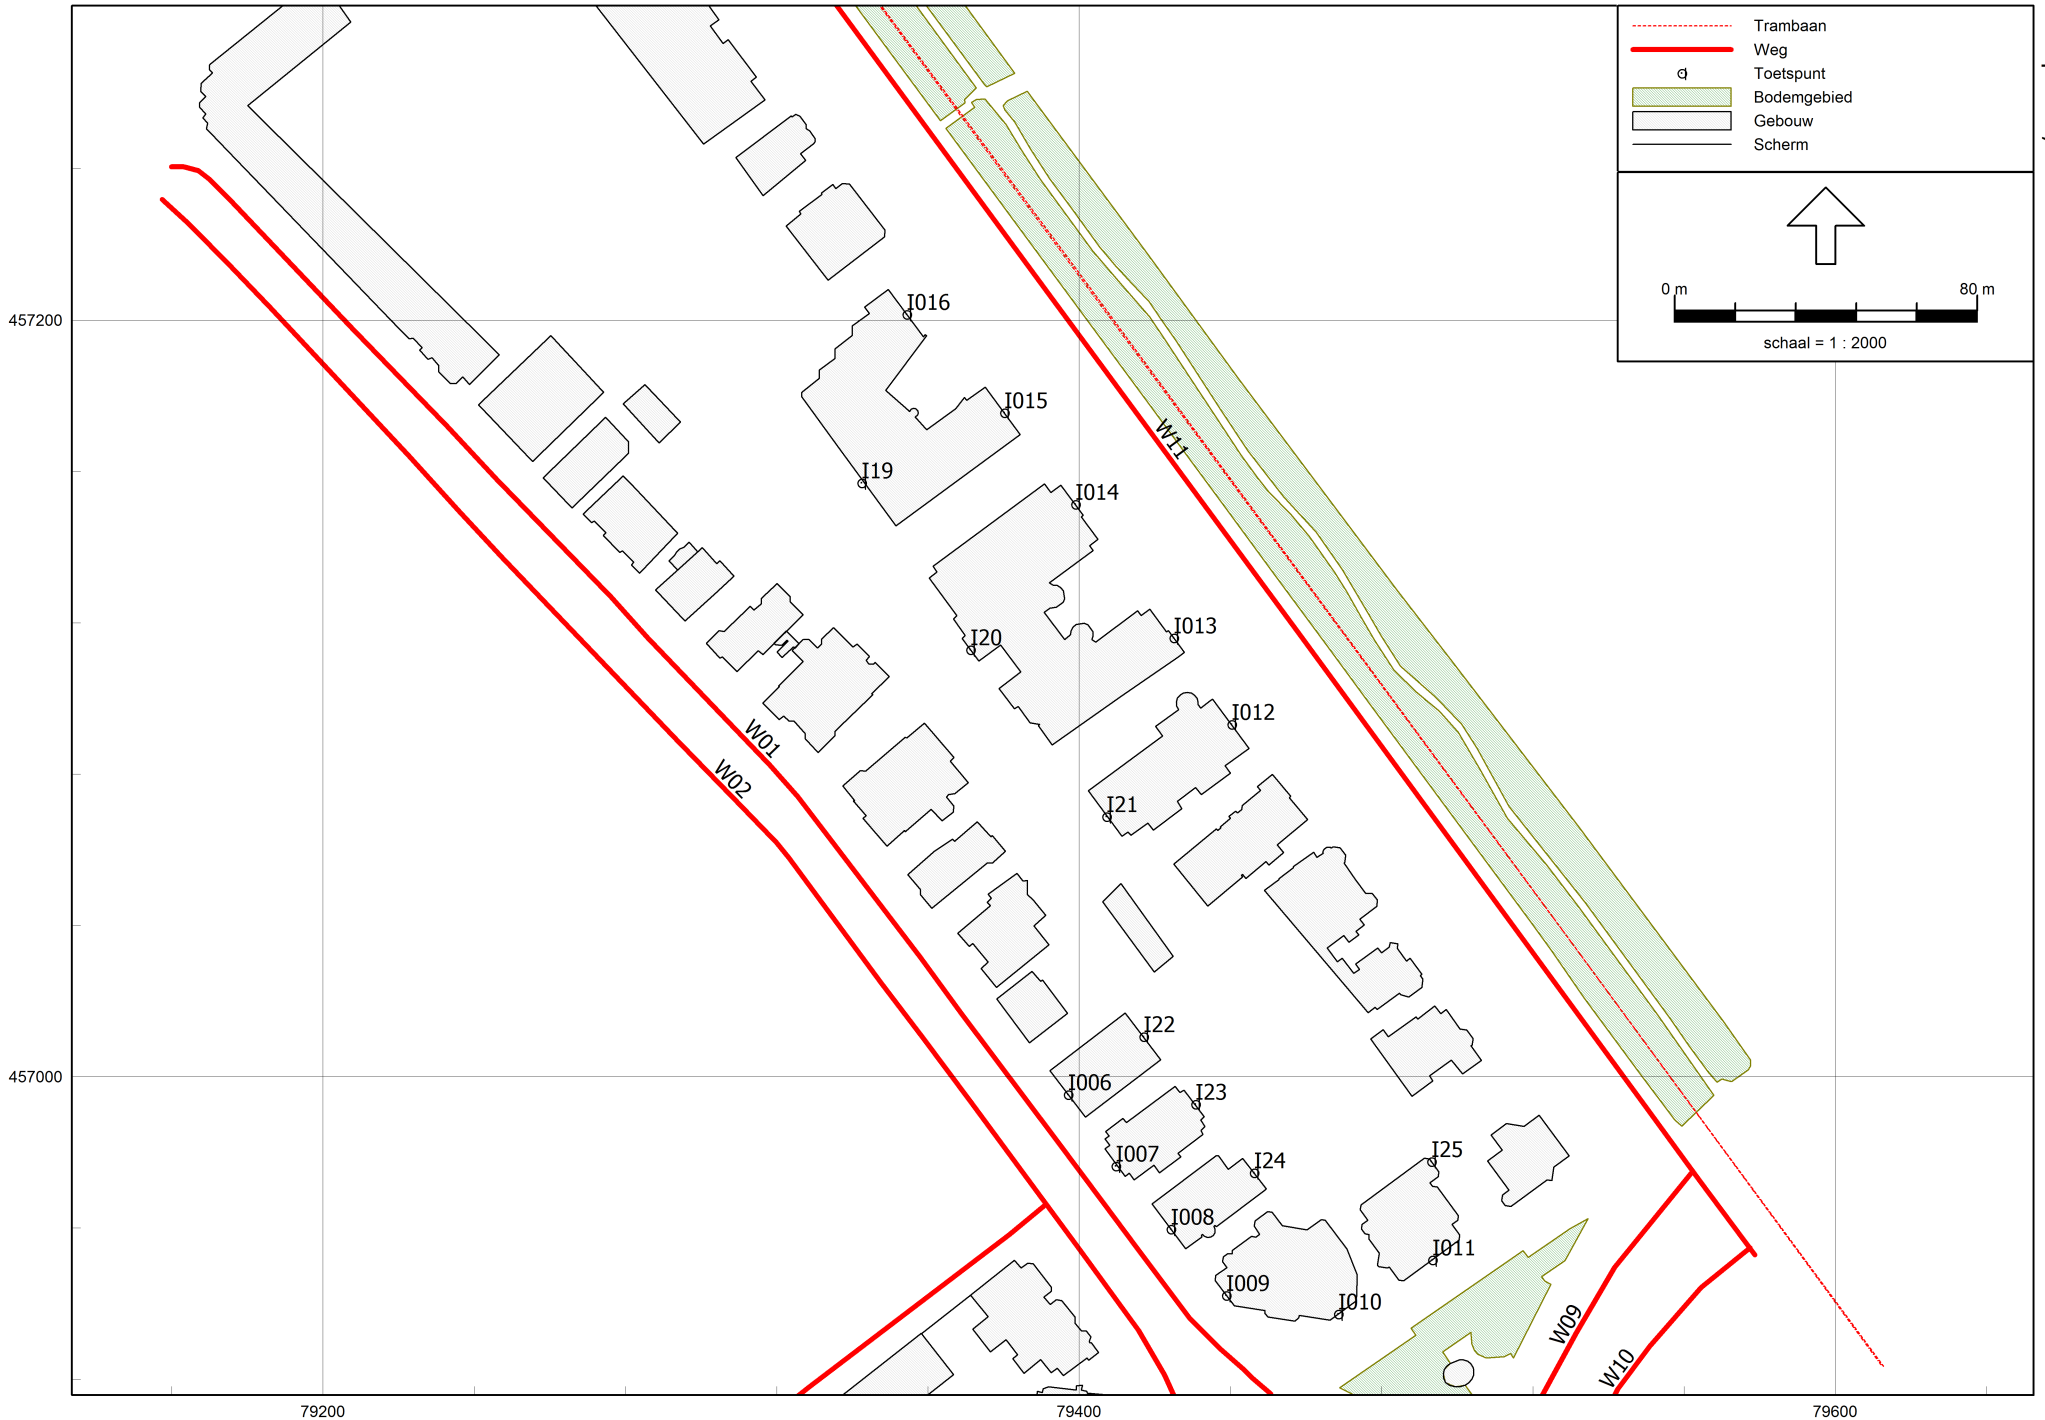 Trambaan
Weg
Toetspunt
Bodemgebied
Gebouw
Scherm
0 m 80 m
schaal = 1 : 2000
I016
457200
I015
W11
I19
I014
I013
I20
I012
W01
W02
I21
I22
457000
I006
I23
I007
I25
I24
I008
I011
I009
I010
W09
W10
79200 79400 79600